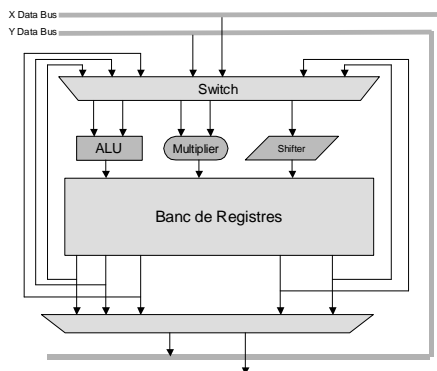 X Data Bus
Y Data Bus
Switch
ALU
Multiplier
Shifter
Banc de Registres